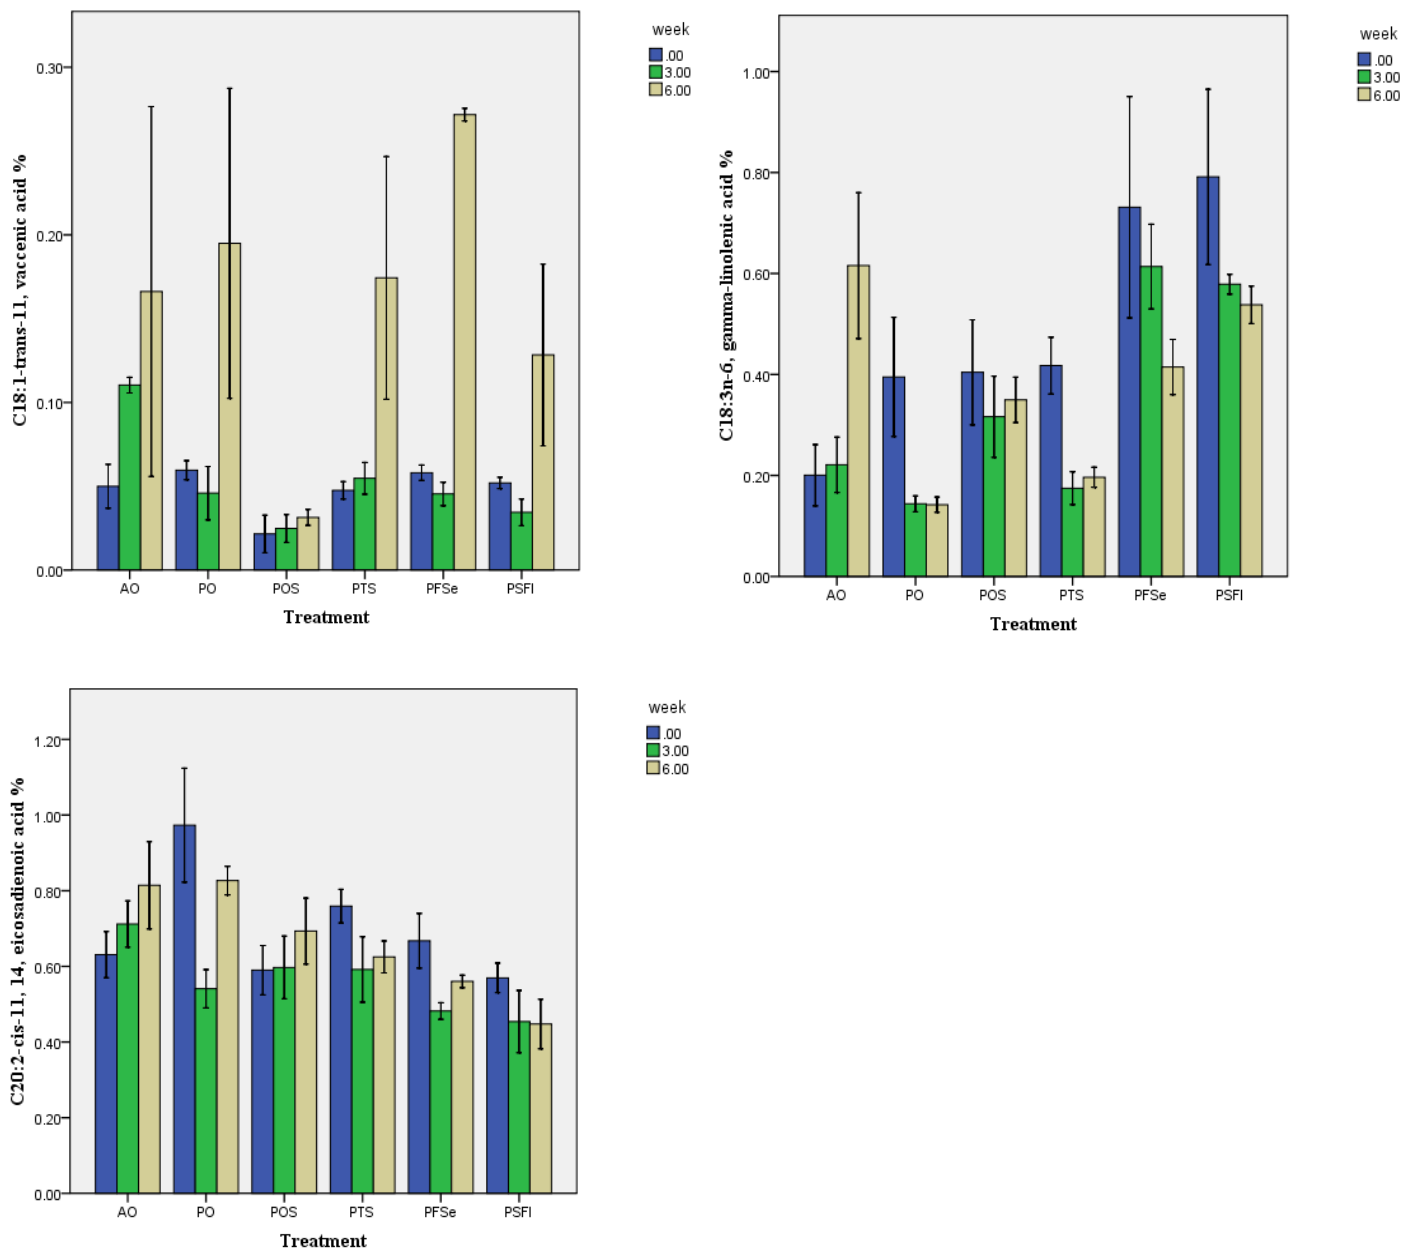 C18:1-trans-11, vaccenic acid %
0.30
0.20
0.10
0.00
AO PO POS PTS PFSe PSFI
Treatment
week
.00
3.00
6.00
C18:3n-6, gamma-linolenic acid %
1.00
0.80
0.60
0.40
0.20
0.00
AO PO POS PTS PFSe PSFI
Treatment
week
.00
3.00
6.00
C20:2-cis-11, 14, eicosadienoic acid %
1.20
1.00
0.80
0.60
0.40
0.20
0.00
AO PO POS PTS PFSe PSFI
Treatment
week
.00
3.00
6.00